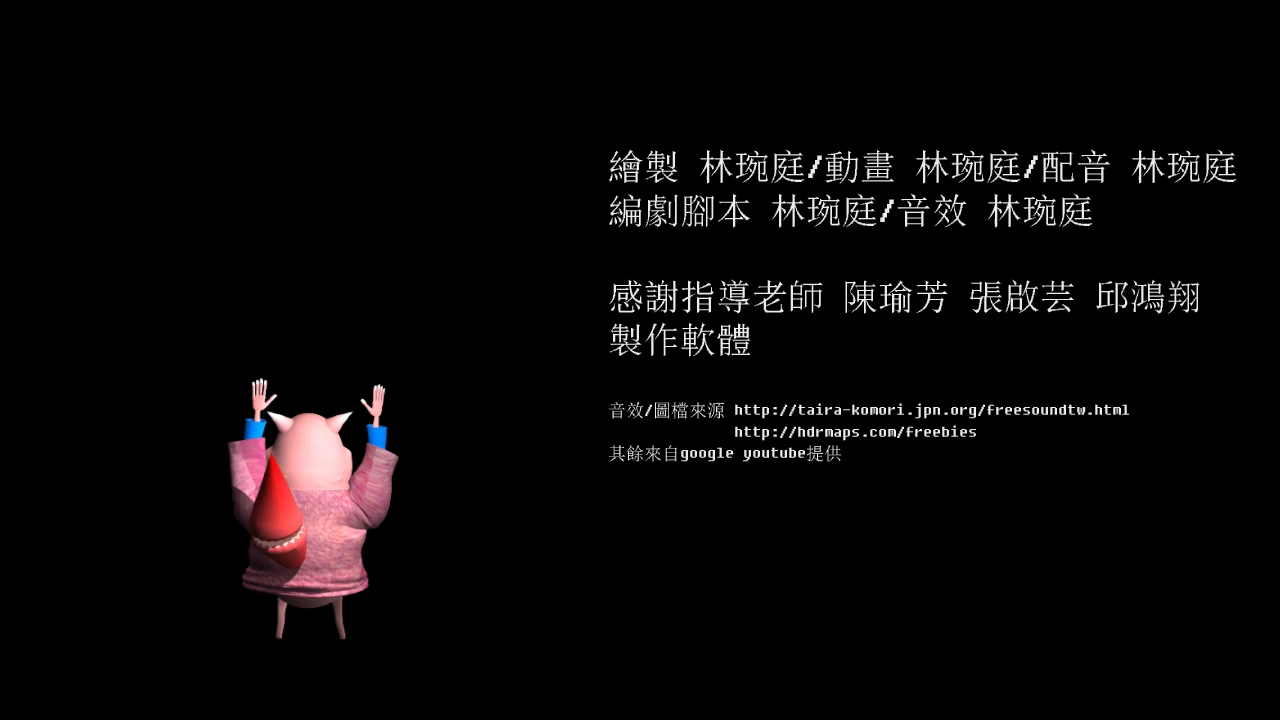 繪製 林琬庭/動畫 林琬庭/配音 林琬庭
編劇腳本 林琬庭/音效 林琬庭
感謝指導老師 陳瑜芳 張啟芸 邱鴻翔
製作軟體
音效/圖檔來源 http://taira-komori.jpn.org/freesoundtw.html
http://hdrmaps.com/freebies
其餘來自google youtube提供